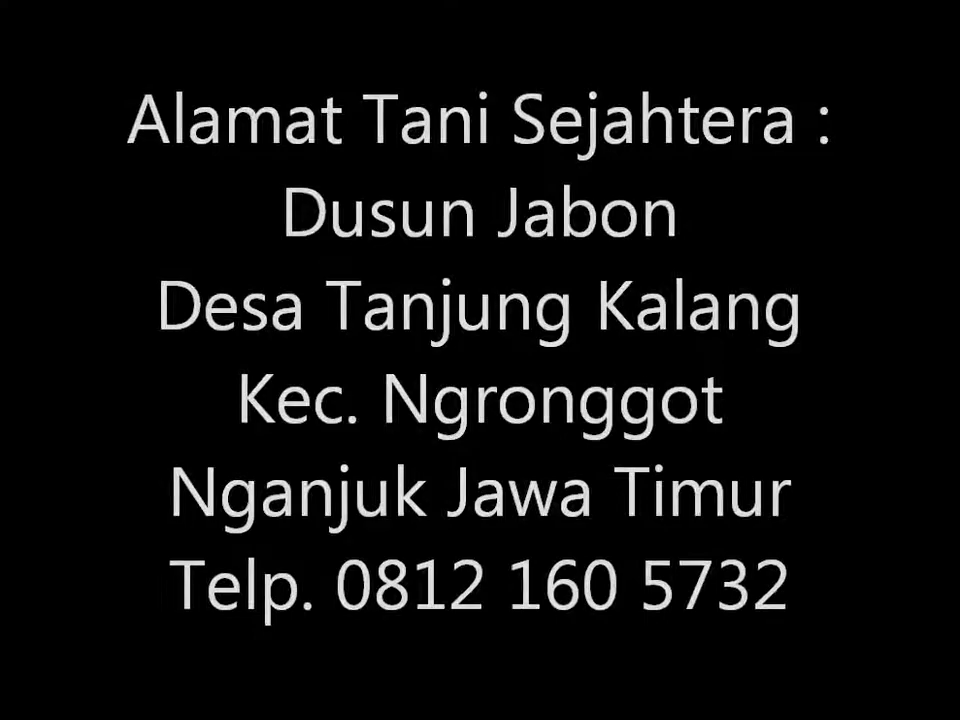 Alamat Tani Sejahtera :
Dusun Jabon
Desa Tanjung Kalang
Kec. Ngronggot
Nganjuk Jawa Timur
Telp. 0812 160 5732